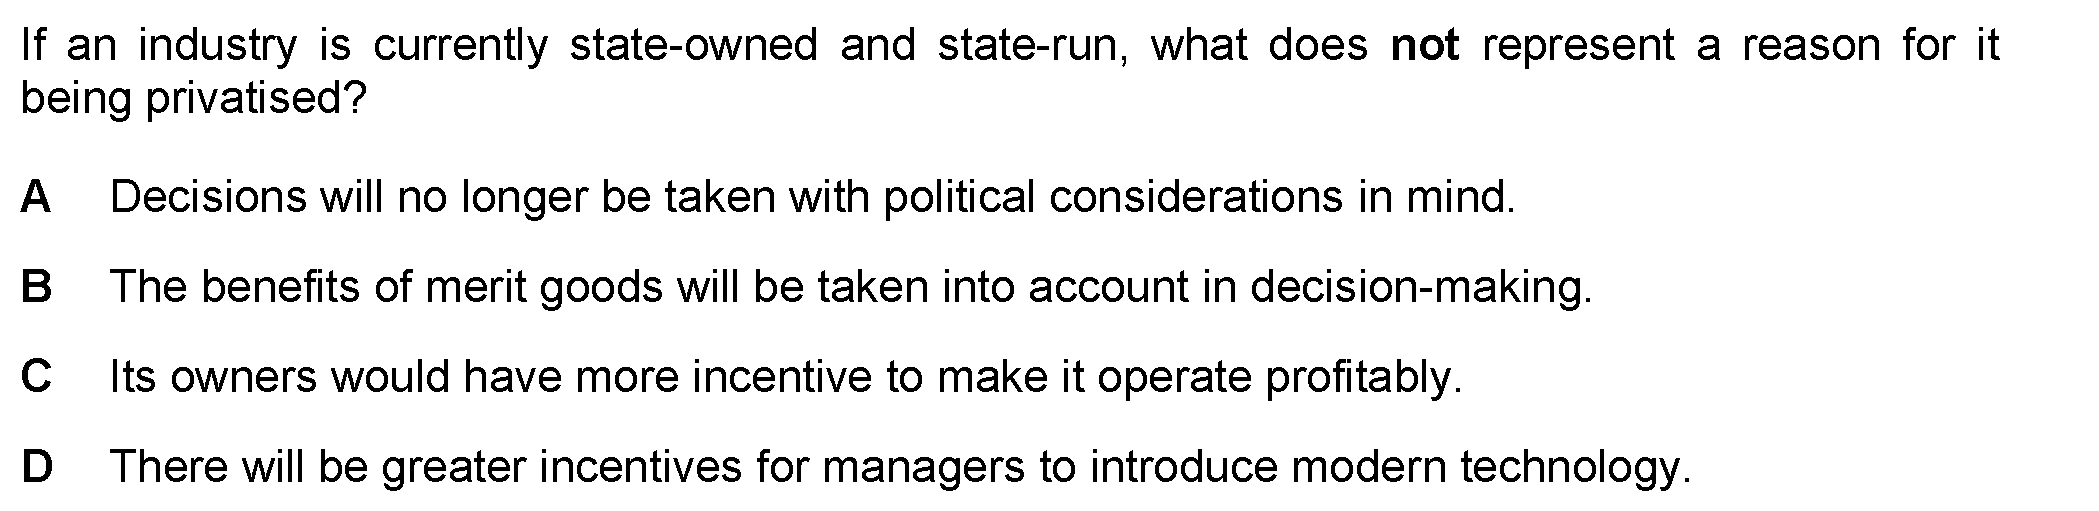 If an industry is currently state-owned and state-run, what does not represent a reason for it
being privatised?
A Decisions will no longer be taken with political considerations in mind.
B The benefits of merit goods will be taken into account in decision-making.
C Its owners would have more incentive to make it operate profitably.
D There will be greater incentives for managers to introduce modern technology.